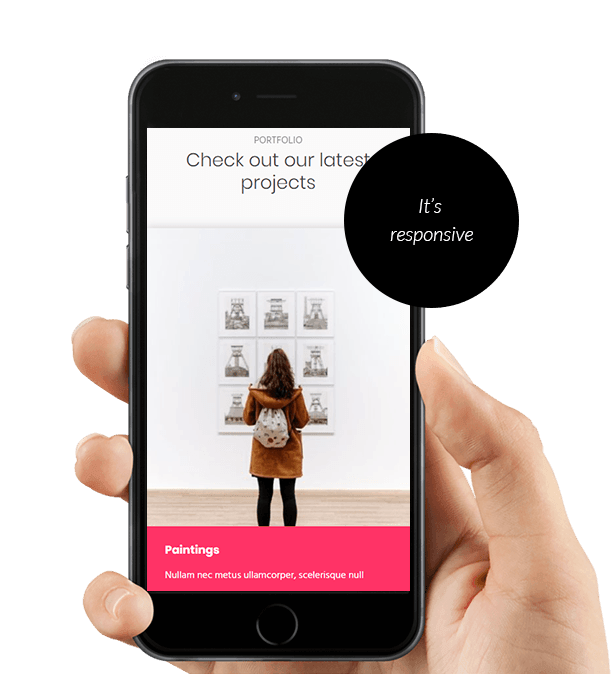 PORTFOLIO
Check out our latest
projects
It's
responsive
Paintings
Nullam nec metus ullamcorper, scelerisque null